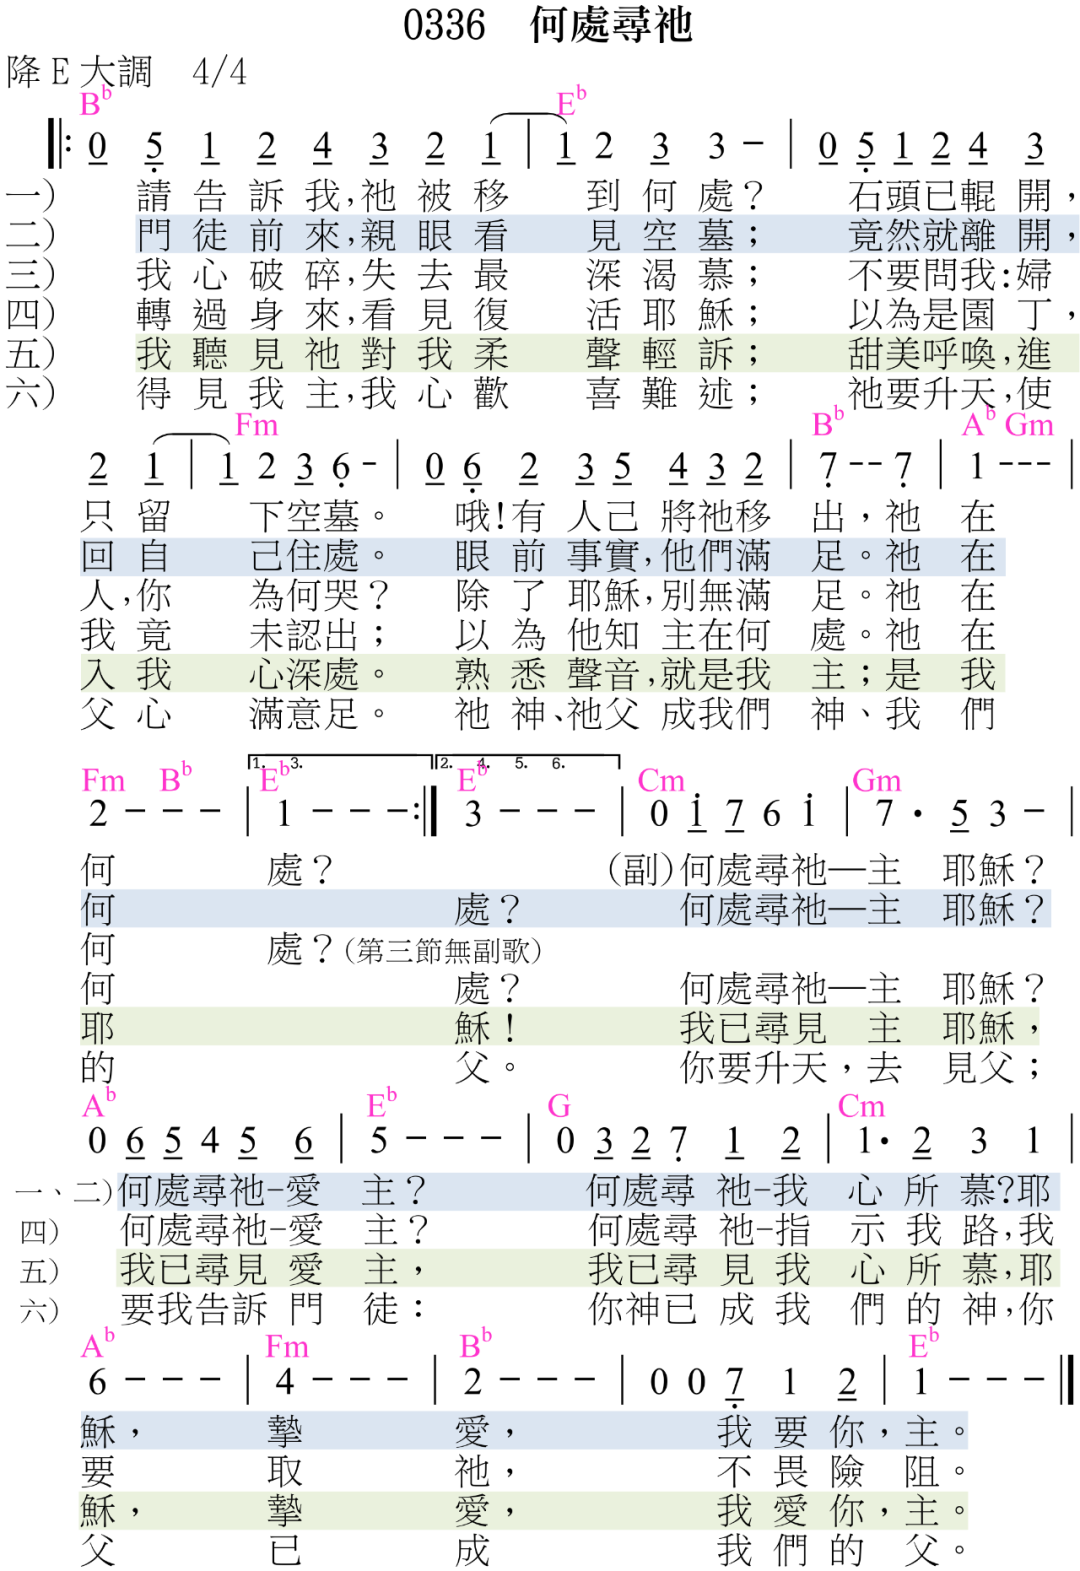 0336 何處尋祂
降E大調 4/4
B♭ E♭
0 5 1 2 4 3 2 1 | 1 2 3 3 - | 0 5 1 2 4 3
一) 請告訴我,祂被移 到何處? 石頭已輥開,
二) 門徒前來,親眼看 見空墓; 竟然就離開,
三) 我心破碎,失去最 深渴慕; 不要問我:婦
四) 轉過身來,看見復 活耶穌; 以為是園丁,
五) 我聽見祂對我柔 聲輕訴; 甜美呼喚,進
六) 得見我主,我心歡 喜難述; 祂要升天,使
Fm B♭ A♭ Gm
2 1 | 1 2 3 6 - | 0 6 2 3 5 4 3 2 | 7 - - 7 | 1 - - - |
只留 下空墓。 哦!有人己將祂移 出,祂 在
回自 己住處。 眼前事實,他們滿 足。祂 在
人,你 為何哭? 除了耶穌,別無滿 足。祂 在
我竟 未認出; 以為他知主在何 處。祂 在
入我 心深處。 熟悉聲音,就是我 主;是 我
父心 滿意足。 祂神、祂父成我們 神、我 們
1. 3. 2. 4. 5. 6.
Fm B♭ E♭ E♭ Cm Gm
2 - - - | 1 - - - :| 3 - - - | 0 1 7 6 1 | 7 · 5 3 - |
何 處? (副)何處尋祂—主 耶穌?
何 處? 何處尋祂—主 耶穌?
何 處?(第三節無副歌)
何 處? 何處尋祂—主 耶穌?
耶 穌! 我已尋見 主 耶穌,
的 父。 你要升天,去 見父;
A♭ E♭ G Cm
0 6 5 4 5 6 | 5 - - - | 0 3 2 7 1 2 | 1· 2 3 1 |
一、二)何處尋祂-愛 主? 何處尋 祂-我 心所慕?耶
四) 何處尋祂-愛 主? 何處尋 祂-指 示我路,我
五) 我已尋見愛 主, 我已尋 見我 心所慕,耶
六) 要我告訴門 徒: 你神已 成我 們的神,你
A♭ Fm B♭ E♭
6 - - - | 4 - - - | 2 - - - | 0 0 7 1 2 | 1 - - - ‖
穌, 摯 愛, 我要你,主。
要 取 祂, 不畏險 阻。
穌, 摯 愛, 我愛你,主。
父 已 成 我們的 父。